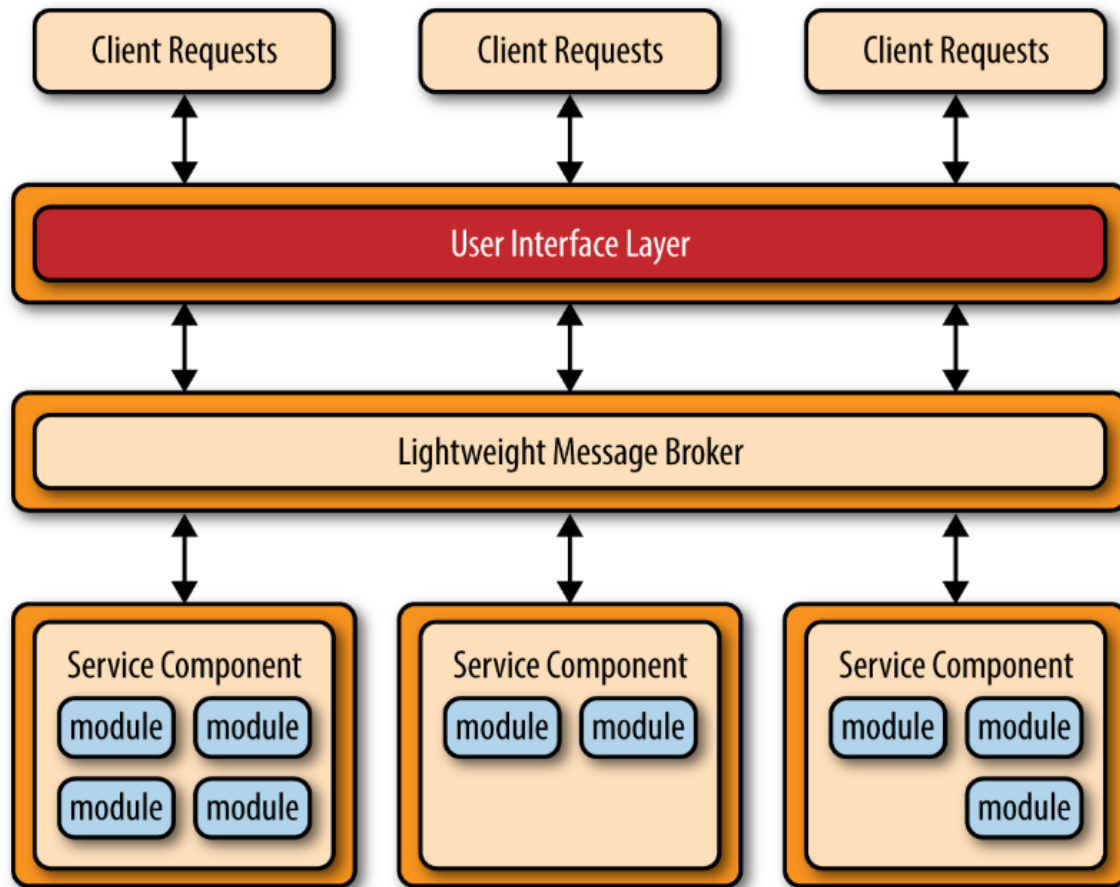 Client Requests
Client Requests
Client Requests
User Interface Layer
Lightweight Message Broker
Service Component
module module
module module
Service Component
module module
Service Component
module module
module